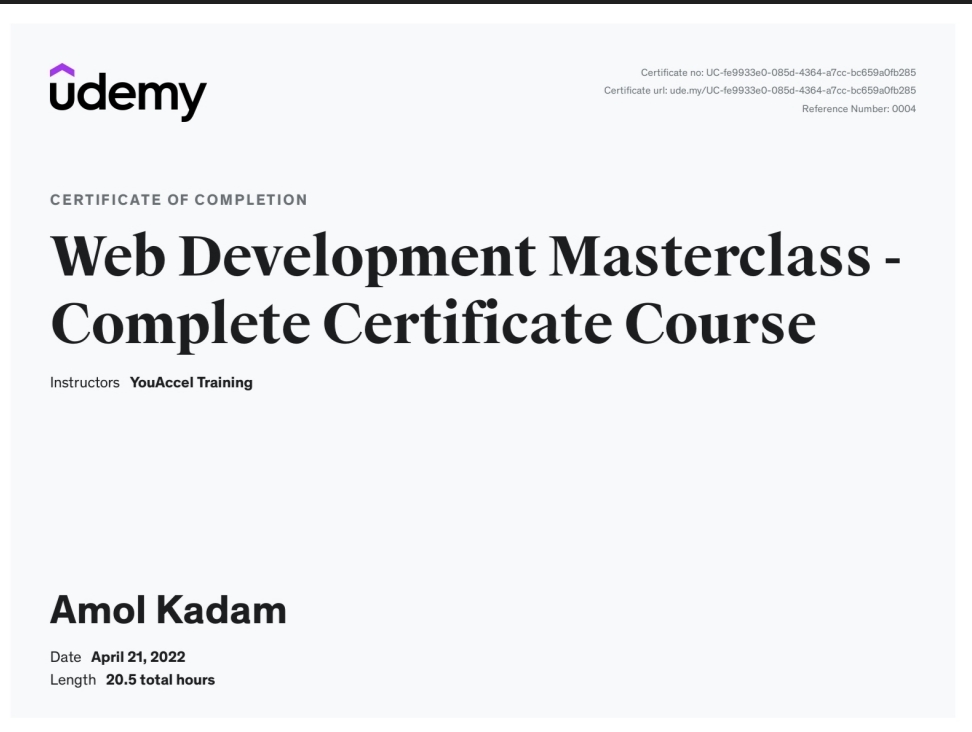 udemy
Certificate no: UC-fe9933e0-085d-4364-a7cc-bc659a0fb285
Certificate url: ude.my/UC-fe9933e0-085d-4364-a7cc-bc659a0fb285
Reference Number: 0004
CERTIFICATE OF COMPLETION
Web Development Masterclass -
Complete Certificate Course
Instructors YouAccel Training
Amol Kadam
Date April 21, 2022
Length 20.5 total hours